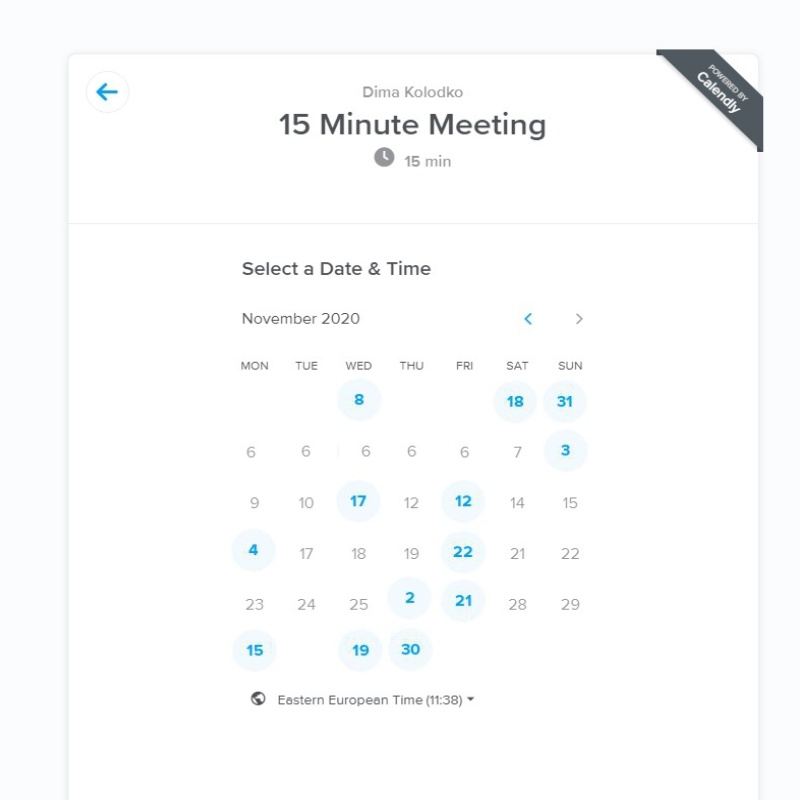 Dima Kolodko
15 Minute Meeting
15 min
POWERED BY
Calendly
Select a Date & Time
November 2020
MON TUE WED THU FRI SAT SUN
8 18 31
6 6 6 6 6 7 3
9 10 17 12 12 14 15
4 17 18 19 22 21 22
23 24 25 2 21 28 29
15 19 30
Eastern European Time (11:38)